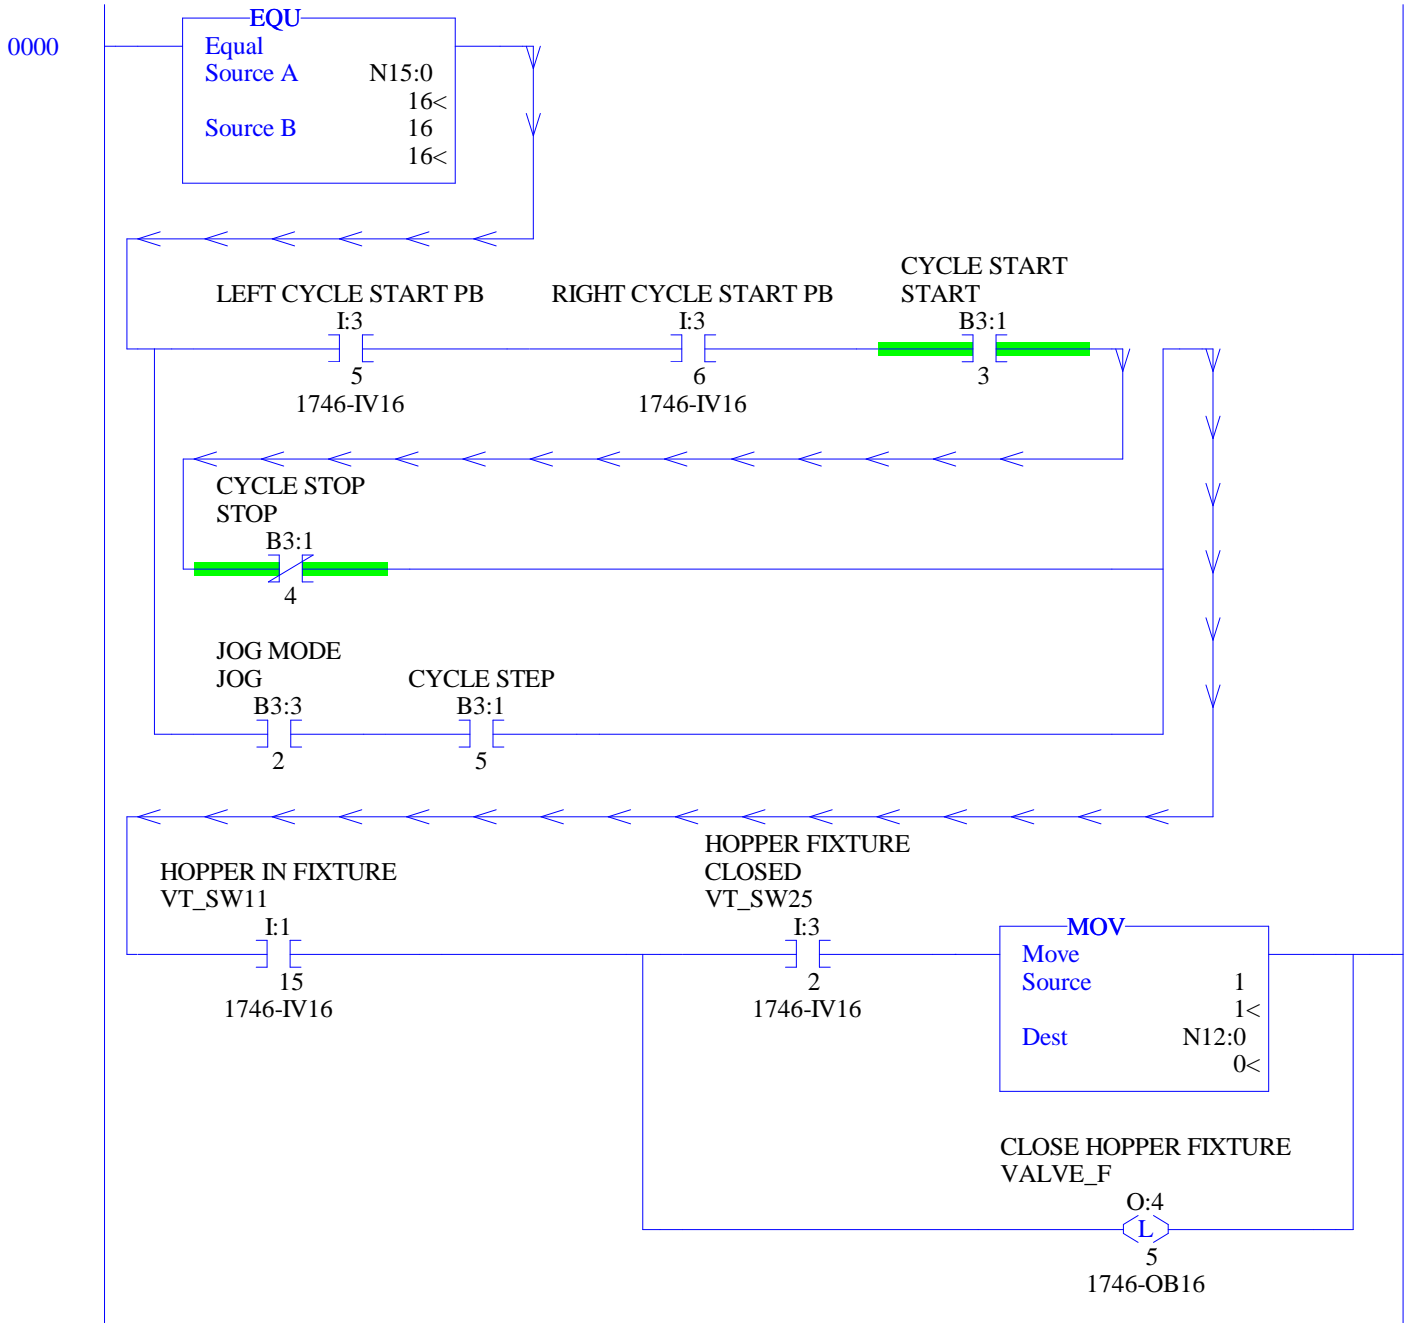 EQU
0000
Equal
Source A N15:0
16<
Source B 16
16<
CYCLE START
LEFT CYCLE START PB RIGHT CYCLE START PB START
I:3 I:3 B3:1
5 6 3
1746-IV16 1746-IV16
CYCLE STOP
STOP
B3:1
4
JOG MODE
JOG CYCLE STEP
B3:3 B3:1
2 5
HOPPER FIXTURE
HOPPER IN FIXTURE CLOSED
VT_SW11 VT_SW25
I:1 I:3 MOV
Move
15 2 Source 1
1746-IV16 1746-IV16 1<
Dest N12:0
0<
CLOSE HOPPER FIXTURE
VALVE_F
O:4
L
5
1746-OB16